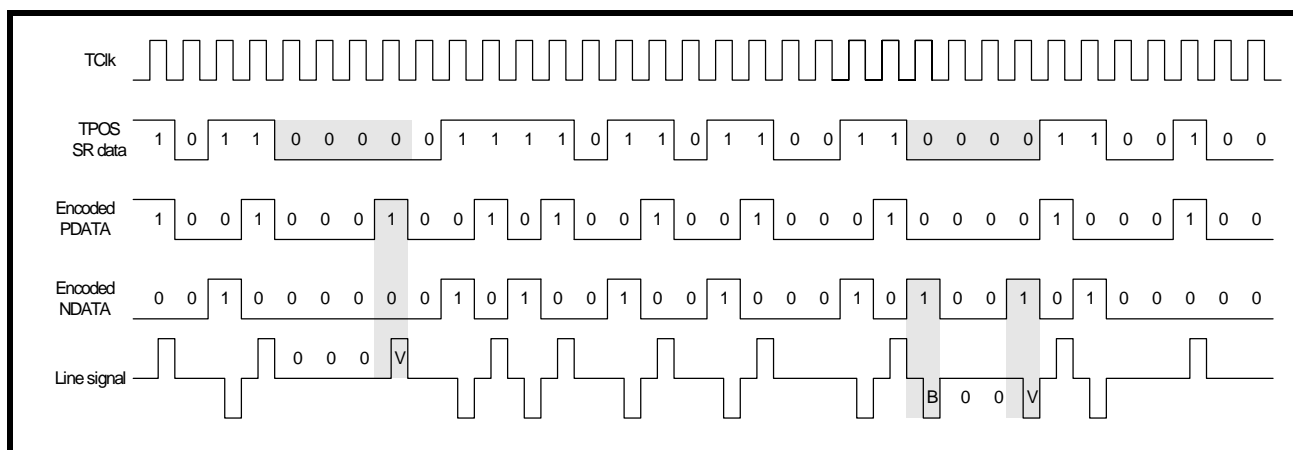 TClk
TPOS
SR data
1 0 1 1 0 0 0 0 0 1 1 1 1 0 1 1 0 1 1 0 0 1 1 0 0 0 0 1 1 0 0 1 0 0
Encoded
PDATA
1 0 0 1 0 0 0 1 0 0 1 0 1 0 0 1 0 0 1 0 0 0 1 0 0 0 0 1 0 0 0 1 0 0
Encoded
NDATA
0 0 1 0 0 0 0 0 0 1 0 1 0 0 1 0 0 1 0 0 0 1 0 1 0 0 1 0 1 0 0 0 0 0
Line signal
0 0 0 V
B 0 0 V